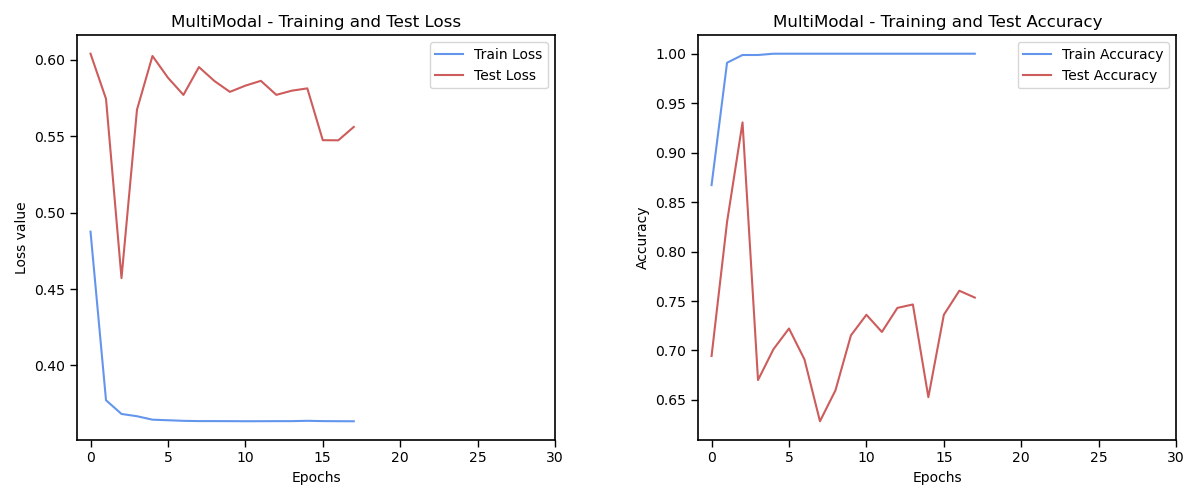 MultiModal - Training and Test Loss
Train Loss
Test Loss
0.60
0.55
0.50
0.45
0.40
Loss value
0 5 10 15 20 25 30
Epochs
MultiModal - Training and Test Accuracy
Train Accuracy
Test Accuracy
1.00
0.95
0.90
0.85
0.80
0.75
0.70
0.65
Accuracy
0 5 10 15 20 25 30
Epochs